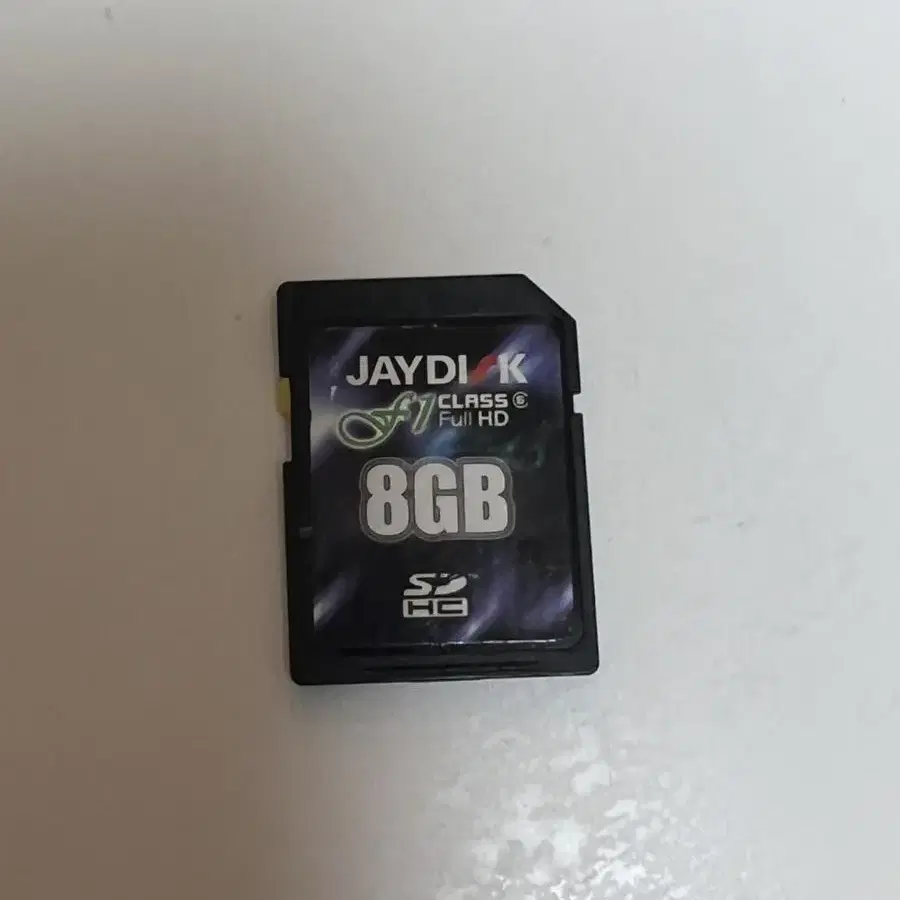 JAYDISK
f1 CLASS 6
Full HD
8GB
SD
HC